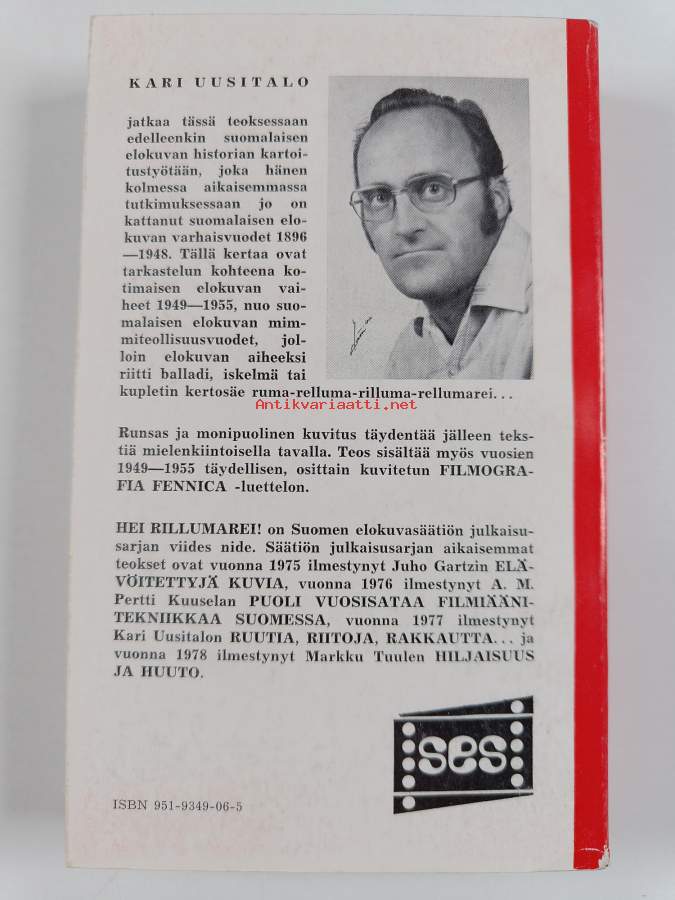 KARI UUSITALO
jatkaa tässä teoksessaan
edelleenkin suomalaisen
elokuvan historian kartoi-
tustyötään, joka hänen
kolmessa aikaisemmassa
tutkimuksessaan jo on
kattanut suomalaisen elo-
kuvan varhaisvuodet 1896
—1948. Tällä kertaa ovat
tarkastelun kohteena ko-
timaisen elokuvan vai-
heet 1949—1955, nuo suo-
malaisen elokuvan mim-
miteollisuusvuodet, jol-
loin elokuvan aiheeksi
riitti balladi, iskelmä tai
kupletin kertosäe ruma-relluma-rilluma-rellumarei...
Antikvariaatti.net
Runsas ja monipuolinen kuvitus täydentää jälleen teks-
tiä mielenkiintoisella tavalla. Teos sisältää myös vuosien
1949—1955 täydellisen, osittain kuvitetun FILMOGRA-
FIA FENNICA -luettelon.
HEI RILLUMAREI! on Suomen elokuvasäätiön julkaisu-
sarjan viides nide. Säätiön julkaisusarjan aikaisemmat
teokset ovat vuonna 1975 ilmestynyt Juho Gartzin ELÄ-
VÖITETTYJÄ KUVIA, vuonna 1976 ilmestynyt A. M.
Pertti Kuuselan PUOLI VUOSISATAA FILMIÄÄNI-
TEKNIIKKAA SUOMESSA, vuonna 1977 ilmestynyt
Kari Uusitalon RUUTIA, RIITOJA, RAKKAUTTA... ja
vuonna 1978 ilmestynyt Markku Tuulen HILJAISUUS
JA HUUTO.
ses
ISBN 951-9349-06-5